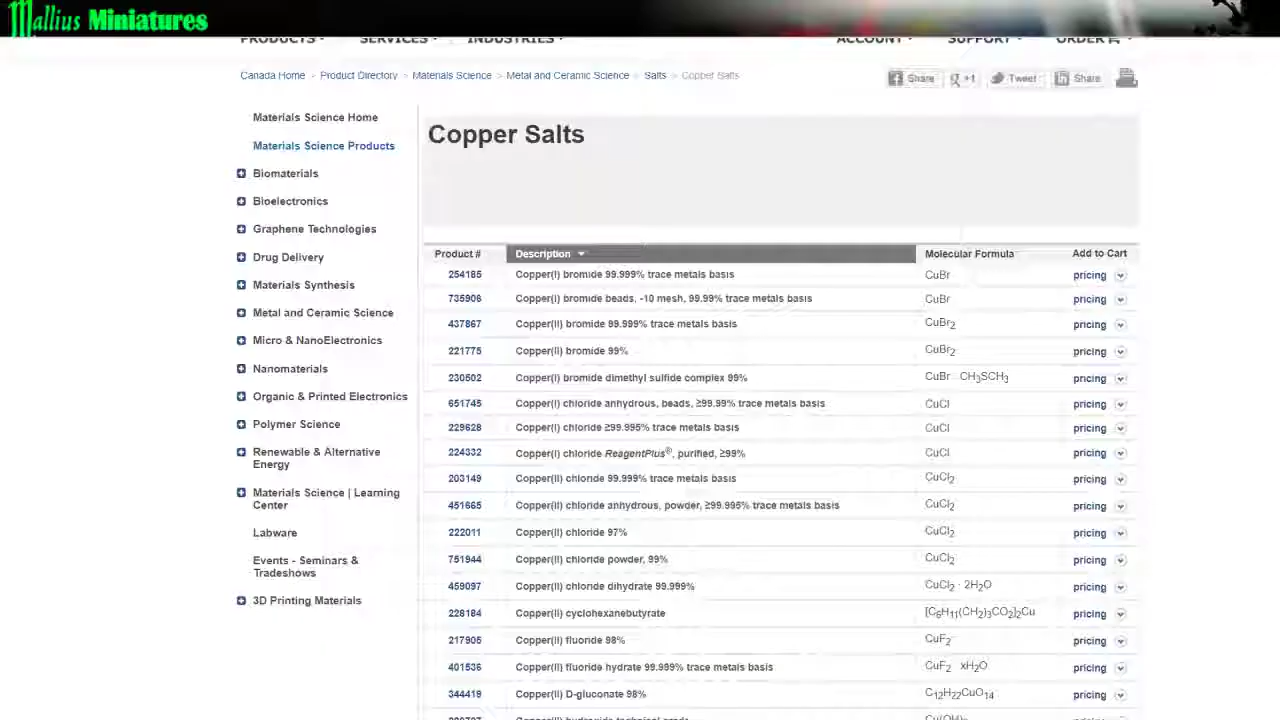 Mallius Miniatures
PRODUCTS SERVICES INDUSTRIES ACCOUNT SUPPORT ORDER
Canada Home > Product Directory > Materials Science > Metal and Ceramic Science > Salts > Copper Salts
Share +1 Tweet Share
Materials Science Home
Materials Science Products
Biomaterials
Bioelectronics
Graphene Technologies
Drug Delivery
Materials Synthesis
Metal and Ceramic Science
Micro & NanoElectronics
Nanomaterials
Organic & Printed Electronics
Polymer Science
Renewable & Alternative
Energy
Materials Science | Learning
Center
Labware
Events - Seminars &
Tradeshows
3D Printing Materials
Copper Salts
Product # Description Molecular Formula Add to Cart
254185 Copper(I) bromide 99.999% trace metals basis CuBr pricing
735906 Copper(I) bromide beads, -10 mesh, 99.99% trace metals basis CuBr pricing
437867 Copper(II) bromide 99.999% trace metals basis CuBr2 pricing
221775 Copper(II) bromide 99% CuBr2 pricing
230502 Copper(I) bromide dimethyl sulfide complex 99% CuBr · CH3SCH3 pricing
651745 Copper(I) chloride anhydrous, beads, ≥99.99% trace metals basis CuCl pricing
229628 Copper(I) chloride ≥99.995% trace metals basis CuCl pricing
224332 Copper(I) chloride ReagentPlus®, purified, ≥99% CuCl pricing
203149 Copper(II) chloride 99.999% trace metals basis CuCl2 pricing
451665 Copper(II) chloride anhydrous, powder, ≥99.995% trace metals basis CuCl2 pricing
222011 Copper(II) chloride 97% CuCl2 pricing
751944 Copper(II) chloride powder, 99% CuCl2 pricing
459097 Copper(II) chloride dihydrate 99.999% CuCl2 · 2H2O pricing
228184 Copper(II) cyclohexanebutyrate [C6H11(CH2)3CO2]2Cu pricing
217905 Copper(II) fluoride 98% CuF2 pricing
401536 Copper(II) fluoride hydrate 99.999% trace metals basis CuF2 · xH2O pricing
344419 Copper(II) D-gluconate 98% C12H22CuO14 pricing
Copper(II) hydroxide technical grade Cu(OH)2